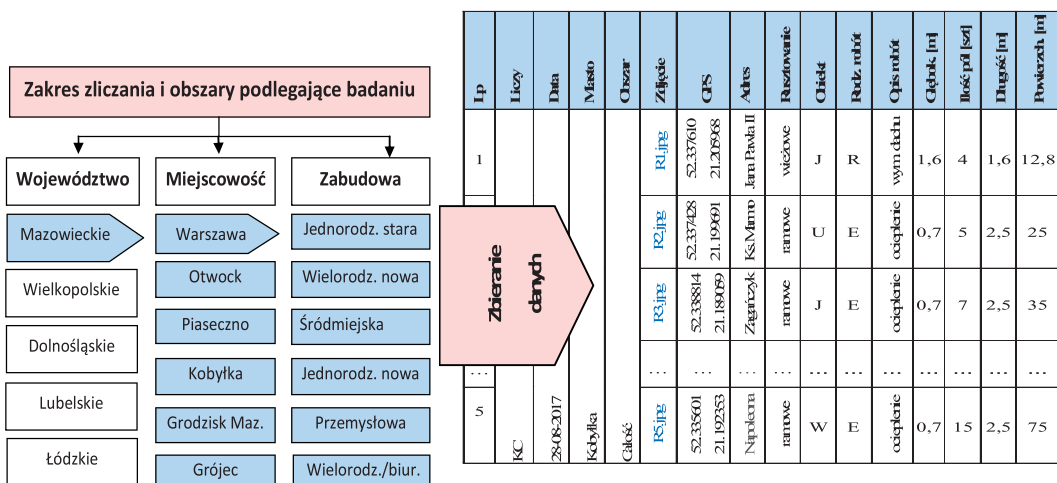 Zakres zliczania i obszary podlegające badaniu
Województwo
Miejscowość
Zabudowa
Mazowieckie
Warszawa
Jednorodz. stara
Wielkopolskie
Otwock
Wielorodz. nowa
Dolnośląskie
Piaseczno
Śródmiejska
Lubelskie
Kobyłka
Jednorodz. nowa
Łódzkie
Grodzisk Maz.
Przemysłowa
Grójec
Wielorodz./biur.
Zbieranie
danych
Lp
Liczy
Data
Miasto
Obszar
Zdjęcie
GPS
Adres
Rusztowanie
Obiekt
Rodz. robót
Opis robót
Głębok. [m]
Ilość pól [szt]
Długość [m]
Powierzch. [m]
1
R1.jpg
52.337610
21.205968
Jana Pawła II
wieżowe
J
R
wym. dachu
1,6
4
1,6
12,8
R2.jpg
52.337428
21.199691
Ks.Marmo
ramowe
U
E
ocieplenie
0,7
5
2,5
25
R3.jpg
52.338814
21.189059
Zagańczyk
ramowe
J
E
ocieplenie
0,7
7
2,5
35
… … … … … … … … … … … …
5
KC
28-08-2017
Kobyłka
Całość
R5.jpg
52.335601
21.192353
Napoleona
ramowe
W
E
ocieplenie
0,7
15
2,5
75